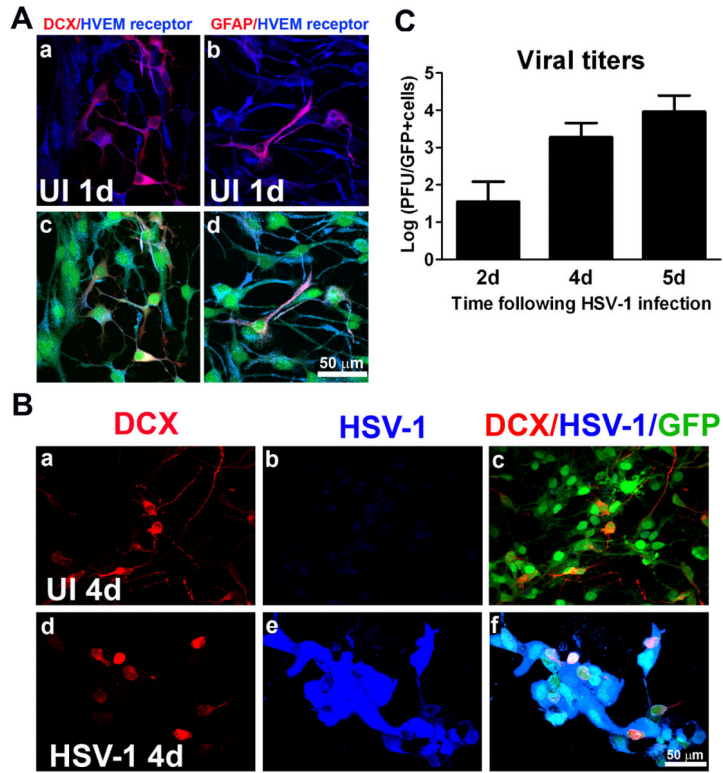 A
DCX/HVEM receptor
GFAP/HVEM receptor
a
b
UI 1d
UI 1d
c
d
50 µm
C
Viral titers
Log (PFU/GFP+cells)
5
4
3
2
1
0
2d
4d
5d
Time following HSV-1 infection
B
DCX
HSV-1
DCX/HSV-1/GFP
a
b
c
UI 4d
d
e
f
HSV-1 4d
50 µm